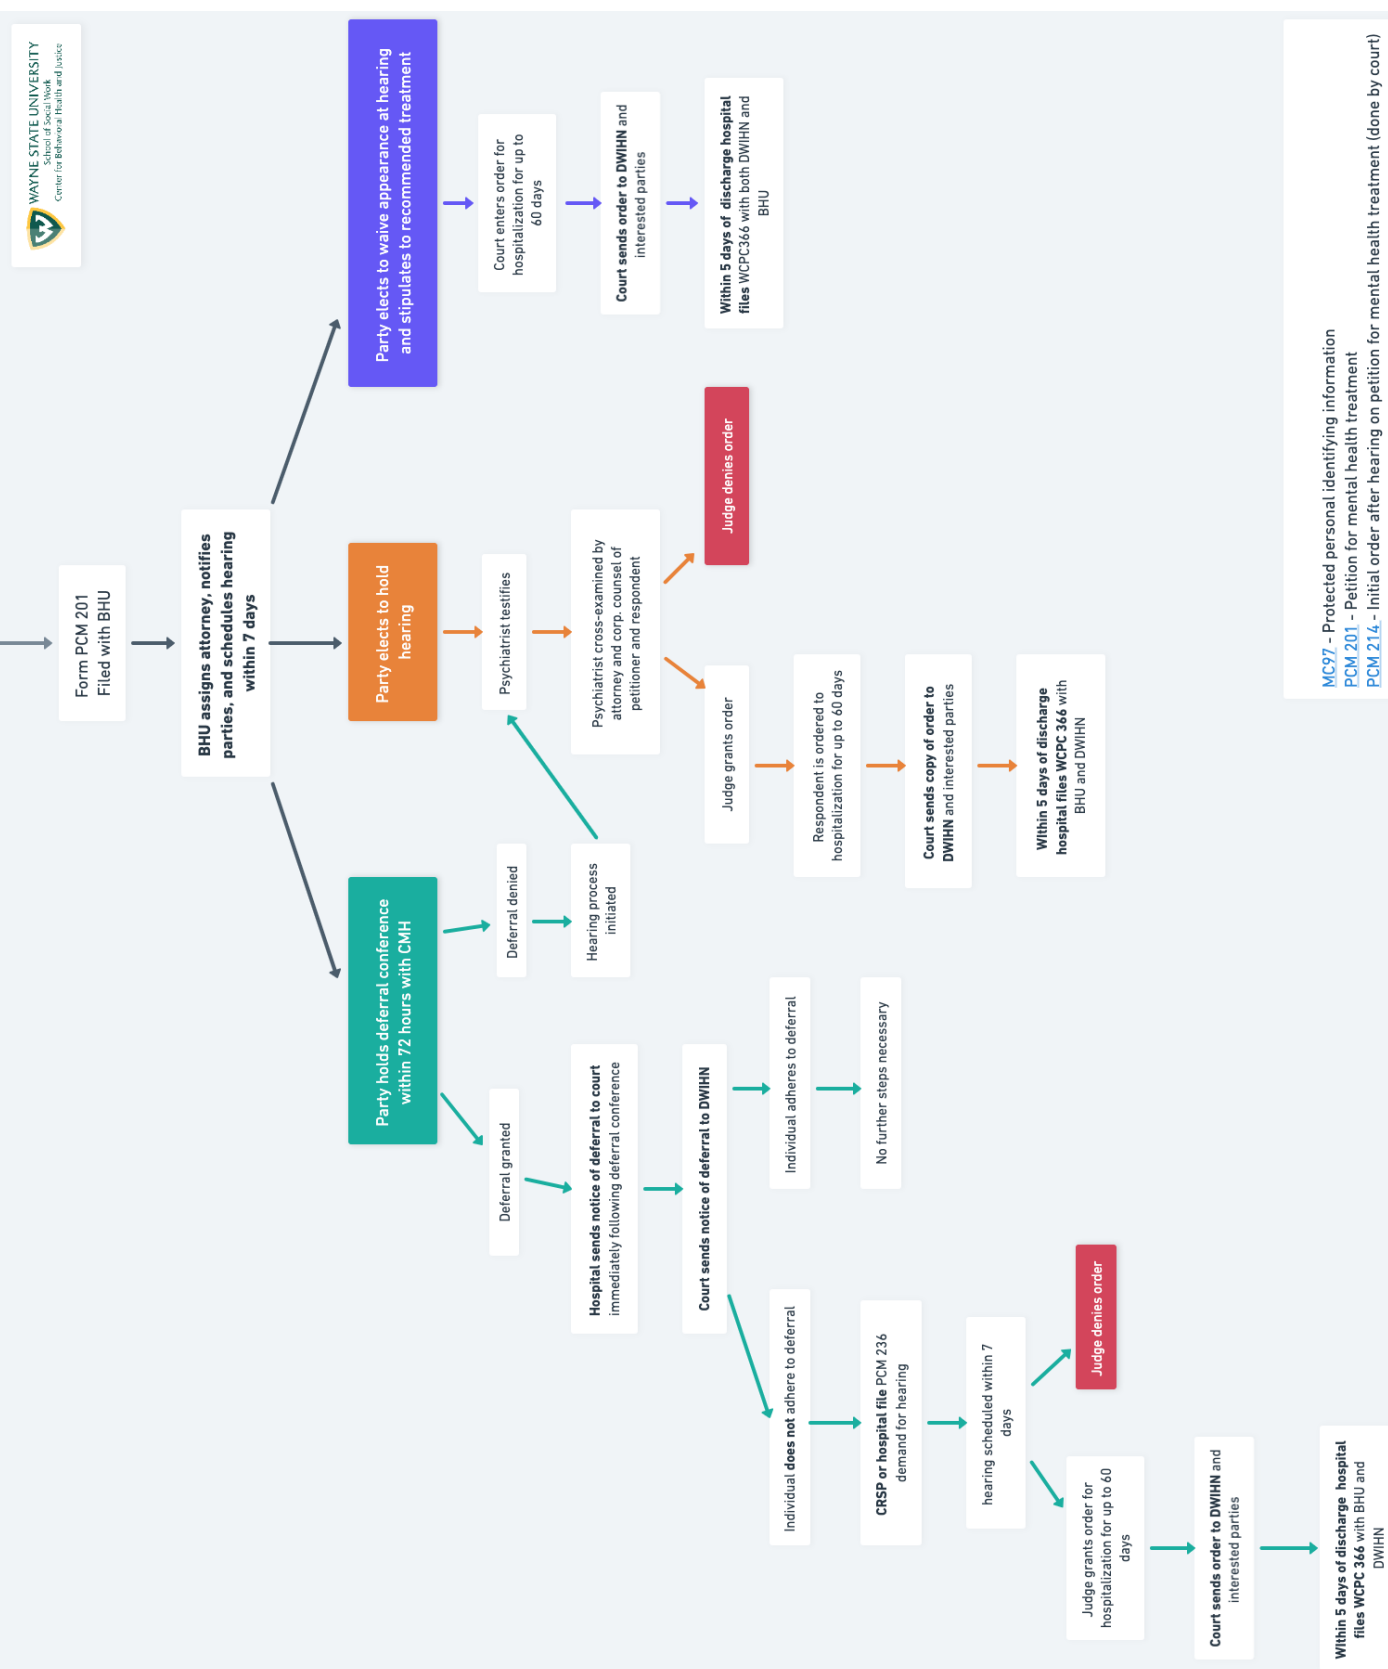 WAYNE STATE UNIVERSITY
School of Social Work
Center for Behavioral Health and Justice
Form PCM 201
Filed with BHU
BHU assigns attorney, notifies
parties, and schedules hearing
within 7 days
Party holds deferral conference
within 72 hours with CMH
Party elects to hold
hearing
Party elects to waive appearance at hearing
and stipulates to recommended treatment
Deferral granted
Hospital sends notice of deferral to court
immediately following deferral conference
Court sends notice of deferral to DWIHN
Individual does not adhere to deferral
CRSP or hospital file PCM 236
demand for hearing
hearing scheduled within 7
days
Judge grants order for
hospitalization for up to 60
days
Court sends order to DWIHN and
interested parties
Within 5 days of discharge hospital
files WCPC 366 with BHU and
DWIHN
Judge denies order
Individual adheres to deferral
No further steps necessary
Deferral denied
Hearing process
initiated
Psychiatrist testifies
Psychiatrist cross-examined by
attorney and corp. counsel of
petitioner and respondent
Judge grants order
Respondent is ordered to
hospitalization for up to 60 days
Court sends copy of order to
DWIHN and interested parties
Within 5 days of discharge
hospital files WCPC 366 with
BHU and DWIHN
Judge denies order
Court enters order for
hospitalization for up to
60 days
Court sends order to DWIHN and
interested parties
Within 5 days of discharge hospital
files WCPC366 with both DWIHN and
BHU
MC97 - Protected personal identifying information
PCM 201 - Petition for mental health treatment
PCM 214 - Initial order after hearing on petition for mental health treatment (done by court)